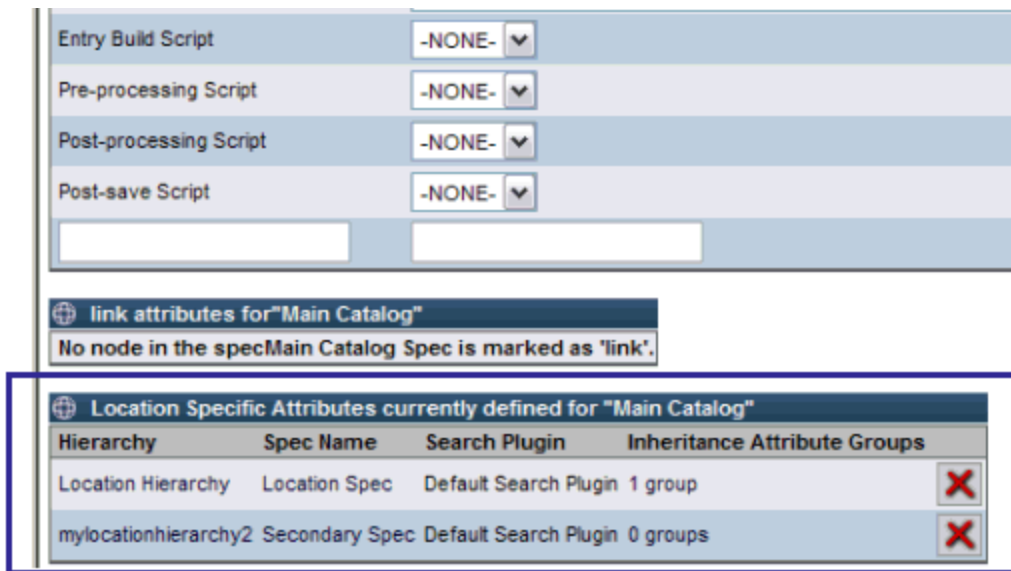 Entry Build Script -NONE-
Pre-processing Script -NONE-
Post-processing Script -NONE-
Post-save Script -NONE-
link attributes for"Main Catalog"
No node in the specMain Catalog Spec is marked as 'link'.
Location Specific Attributes currently defined for "Main Catalog"
Hierarchy Spec Name Search Plugin Inheritance Attribute Groups
Location Hierarchy Location Spec Default Search Plugin 1 group
mylocationhierarchy2 Secondary Spec Default Search Plugin 0 groups